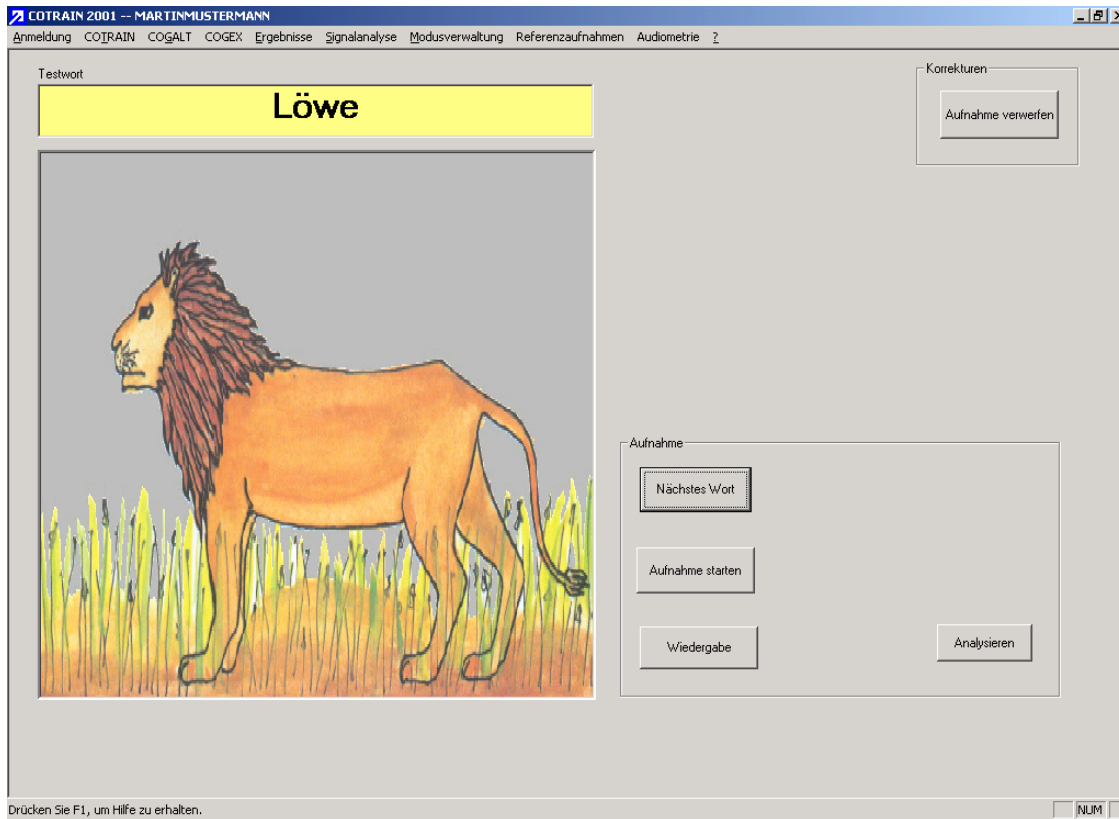 COTRAIN 2001 -- MARTINMUSTERMANN
Anmeldung COTRAIN COGALT COGEX Ergebnisse Signalanalyse Modusverwaltung Referenzaufnahmen Audiometrie ?
Testwort
Löwe
Korrekturen
Aufnahme verwerfen
Aufnahme
Nächstes Wort
Aufnahme starten
Wiedergabe
Analysieren
Drücken Sie F1, um Hilfe zu erhalten.
NUM